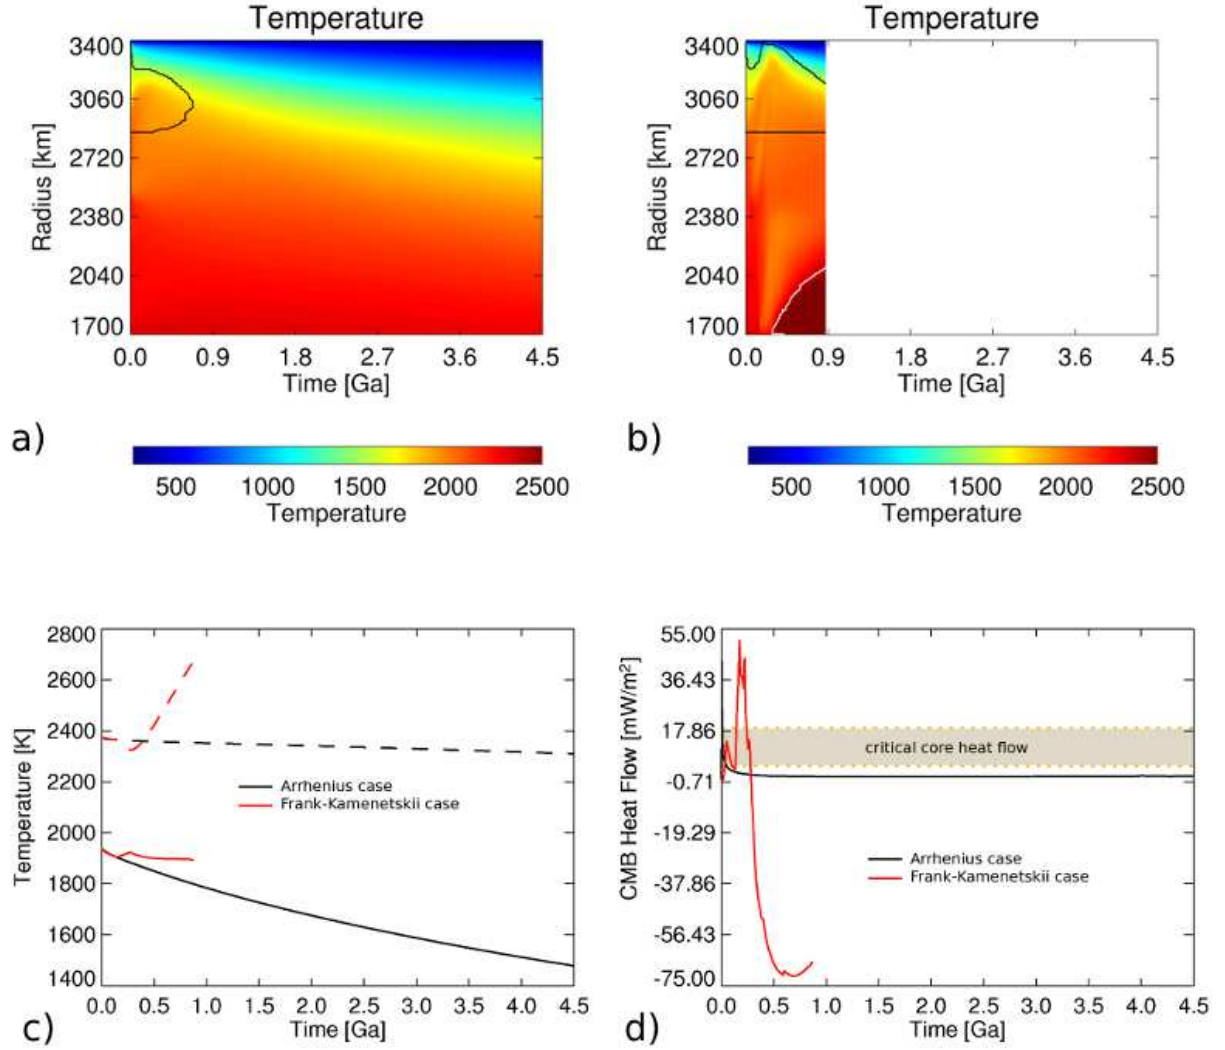 Temperature
3400
3060
2720
2380
2040
1700
Radius [km]
0.0 0.9 1.8 2.7 3.6 4.5
Time [Ga]
a)
500 1000 1500 2000 2500
Temperature
Temperature
3400
3060
2720
2380
2040
1700
Radius [km]
0.0 0.9 1.8 2.7 3.6 4.5
Time [Ga]
b)
500 1000 1500 2000 2500
Temperature
2800
2600
2400
2200
2000
1800
1600
1400
Temperature [K]
Arrhenius case
Frank-Kamenetskii case
0.0 0.5 1.0 1.5 2.0 2.5 3.0 3.5 4.0 4.5
Time [Ga]
c)
55.00
36.43
17.86
-0.71
-19.29
-37.86
-56.43
-75.00
CMB Heat Flow [mW/m²]
critical core heat flow
Arrhenius case
Frank-Kamenetskii case
0.0 0.5 1.0 1.5 2.0 2.5 3.0 3.5 4.0 4.5
Time [Ga]
d)